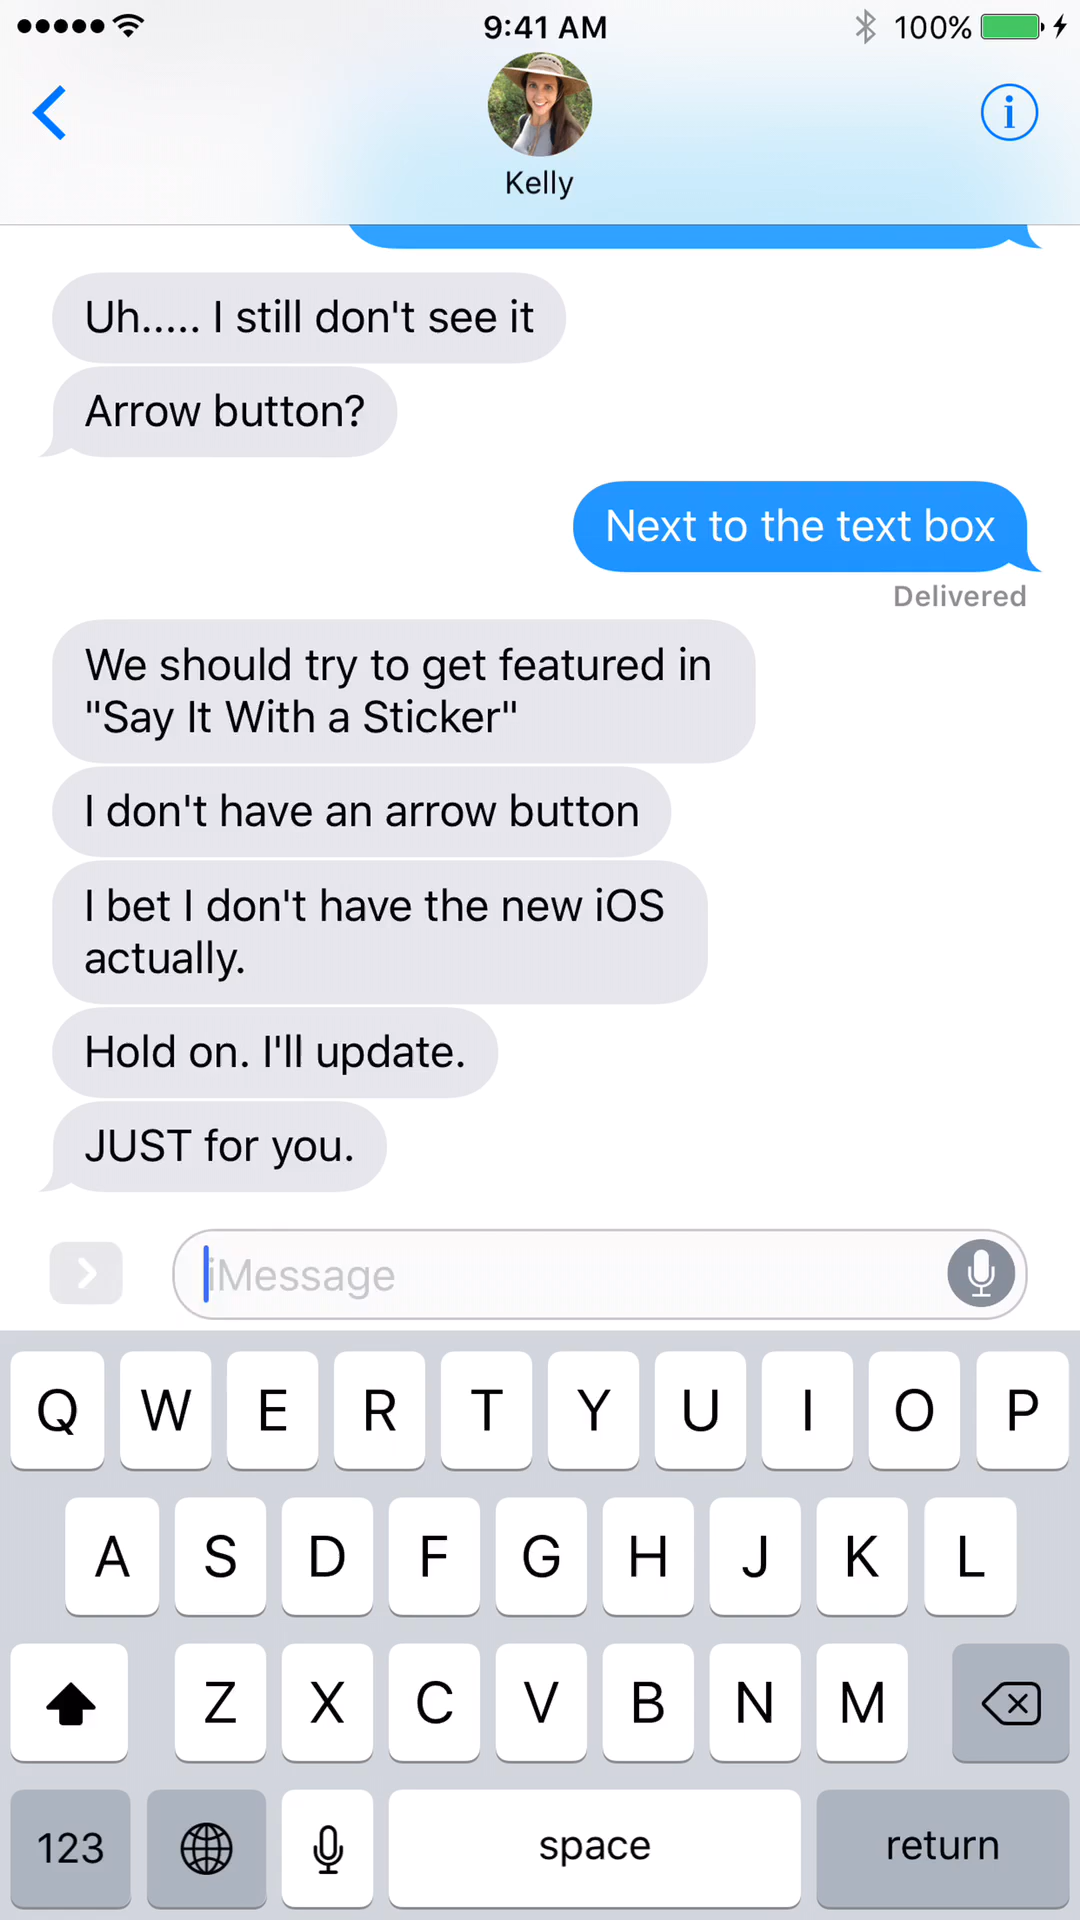 9:41 AM
100%
Kelly
Uh..... I still don't see it
Arrow button?
Next to the text box
Delivered
We should try to get featured in
"Say It With a Sticker"
I don't have an arrow button
I bet I don't have the new iOS
actually.
Hold on. I'll update.
JUST for you.
iMessage
Q W E R T Y U I O P
A S D F G H J K L
Z X C V B N M
123 space return